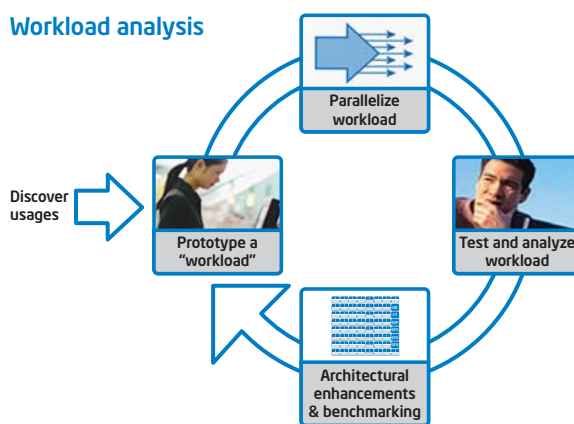 Workload analysis
Parallelize
workload
Discover
usages
Prototype a
“workload”
Test and analyze
workload
Architectural
enhancements
& benchmarking